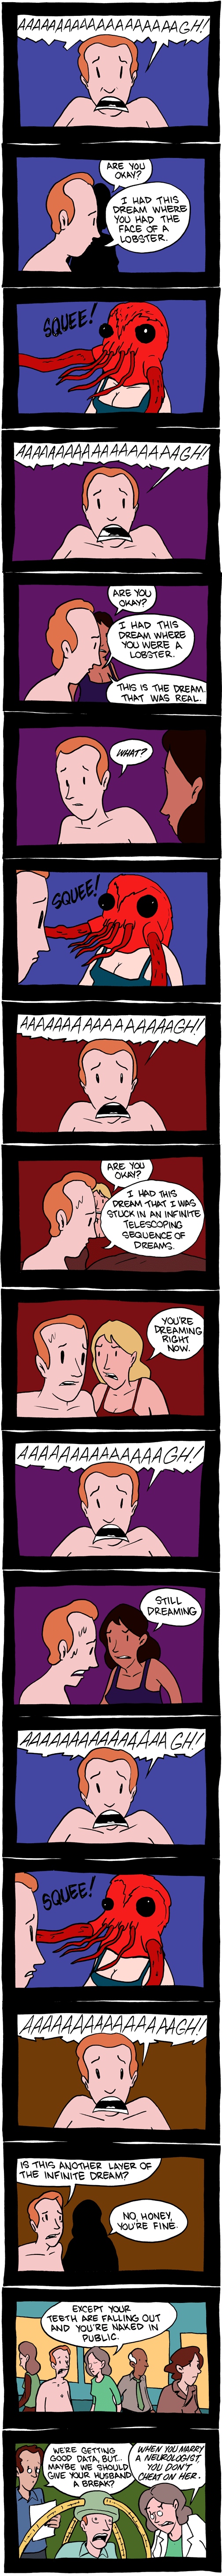 AAAAAAAAAAAAAAAAAAGH!
ARE YOU
OKAY?
I HAD THIS
DREAM WHERE
YOU HAD THE
FACE OF A
LOBSTER.
SQUEE!
AAAAAAAAAAAAAAAAAAGH!
ARE YOU
OKAY?
I HAD THIS
DREAM WHERE
YOU WERE A
LOBSTER.
THIS IS THE DREAM.
THAT WAS REAL.
WHAT?
SQUEE!
AAAAAAAAAAAAAAAAGH!!
ARE YOU
OKAY?
I HAD THIS
DREAM THAT I WAS
STUCK IN AN INFINITE
TELESCOPING
SEQUENCE OF
DREAMS.
YOU'RE
DREAMING
RIGHT
NOW.
AAAAAAAAAAAAAAAGH!
STILL
DREAMING
AAAAAAAAAAAAAAA GH!!
SQUEE!
AAAAAAAAAAAAAAAGH!!
IS THIS ANOTHER LAYER OF
THE INFINITE DREAM?
NO, HONEY,
YOU'RE FINE.
EXCEPT YOUR
TEETH ARE FALLING OUT
AND YOU'RE NAKED IN
PUBLIC.
WE'RE GETTING
GOOD DATA, BUT...
MAYBE WE SHOULD
GIVE YOUR HUSBAND
A BREAK?
WHEN YOU MARRY
A NEUROLOGIST,
YOU DON'T
CHEAT ON HER.